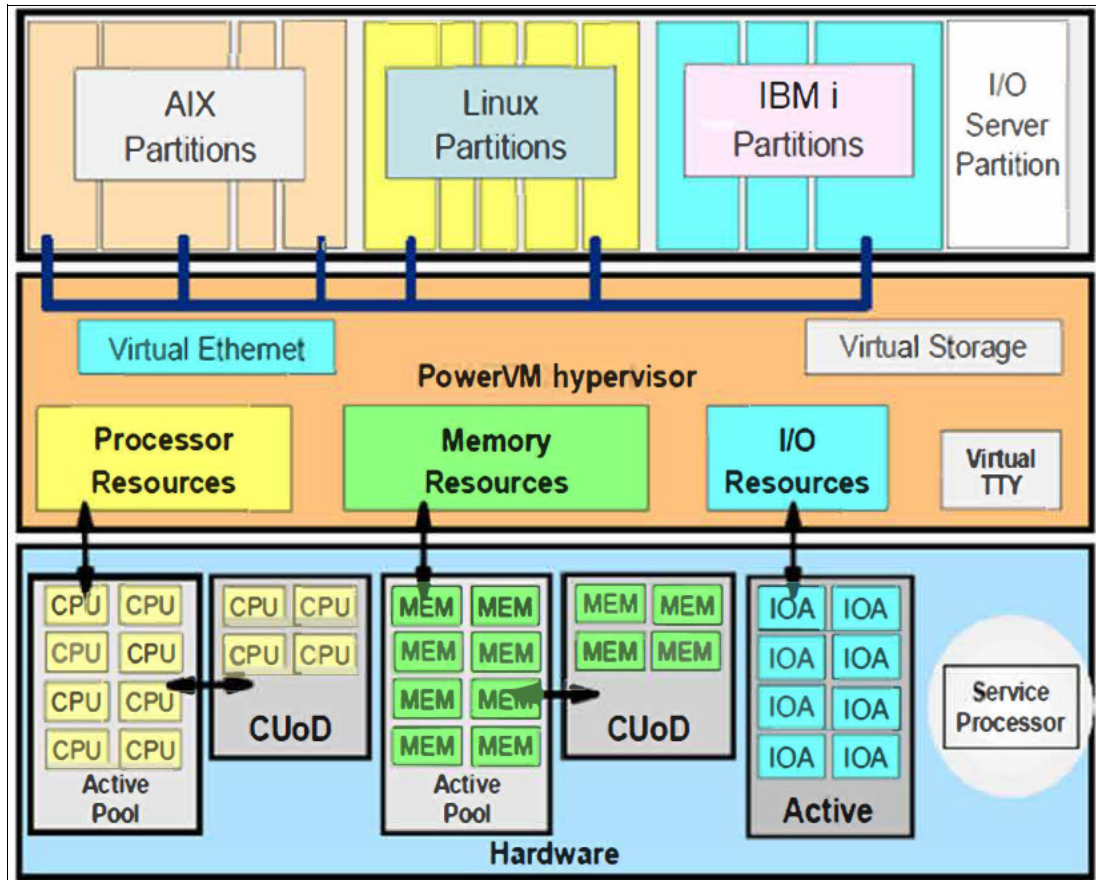 AIX
Partitions
Linux
Partitions
IBM i
Partitions
I/O
Server
Partition
Virtual Ethernet
Virtual Storage
PowerVM hypervisor
Processor
Resources
Memory
Resources
I/O
Resources
Virtual
TTY
CPU CPU
CPU CPU
CPU CPU
CPU CPU
Active
Pool
CPU CPU
CPU CPU
CUoD
MEM MEM
MEM MEM
MEM MEM
MEM MEM
Active
Pool
MEM MEM
MEM MEM
CUoD
IOA IOA
IOA IOA
IOA IOA
IOA IOA
Active
Service
Processor
Hardware